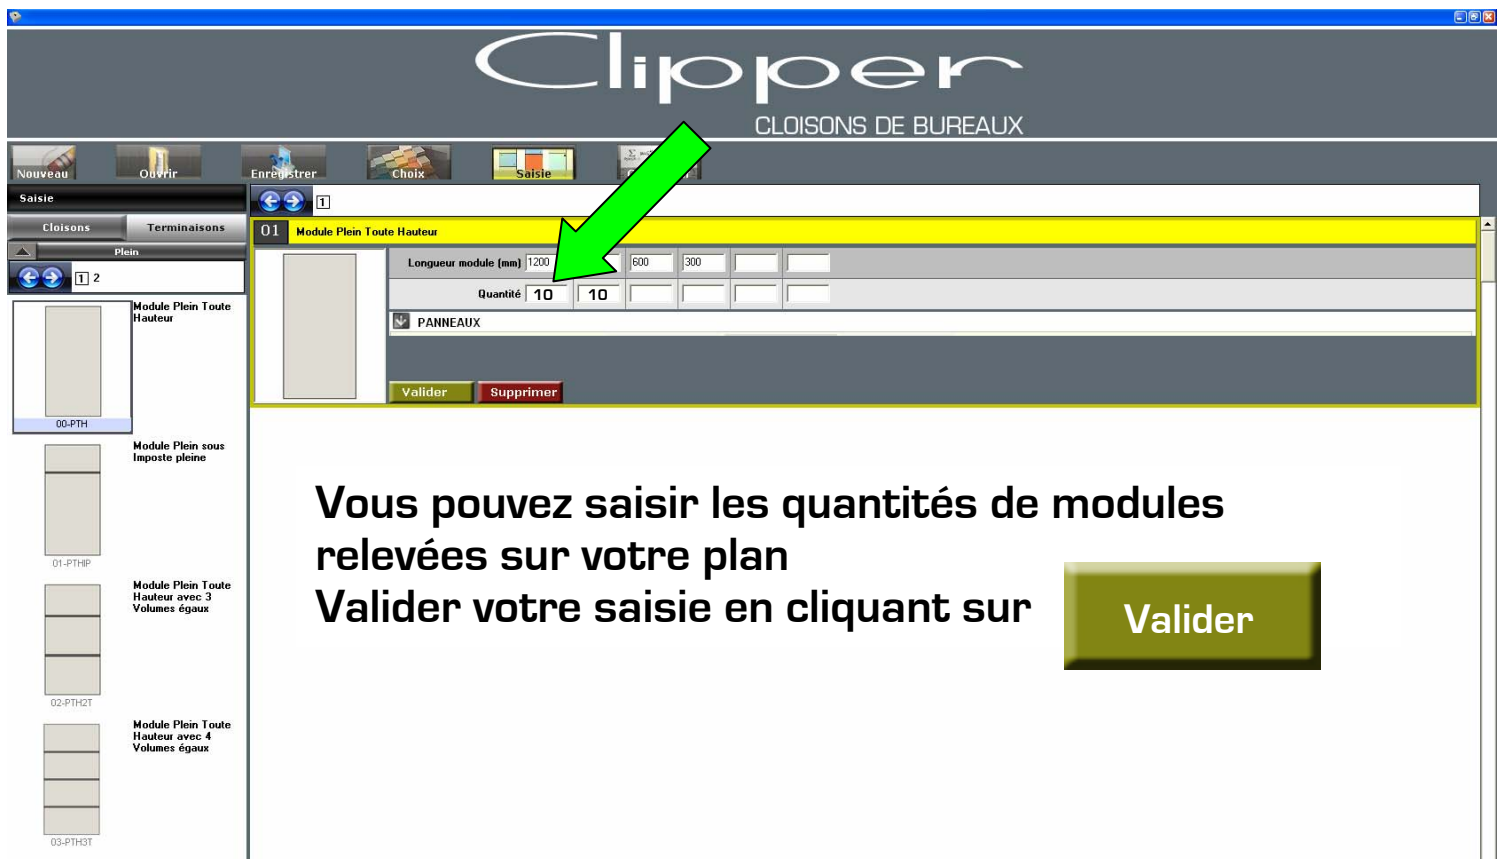 Clipper
CLOISONS DE BUREAUX
Nouveau
Ouvrir
Enregistrer
Choix
Saisie
Saisie
1
Cloisons
Terminaisons
Plein
1 2
01 Module Plein Toute Hauteur
Longueur module (mm) 1200 600 300
Quantité 10 10
PANNEAUX
Valider
Supprimer
Module Plein Toute
Hauteur
00-PTH
Module Plein sous
Imposte pleine
01-PTHIP
Module Plein Toute
Hauteur avec 3
Volumes égaux
02-PTH2T
Module Plein Toute
Hauteur avec 4
Volumes égaux
03-PTH3T
Vous pouvez saisir les quantités de modules
relevées sur votre plan
Valider votre saisie en cliquant sur
Valider